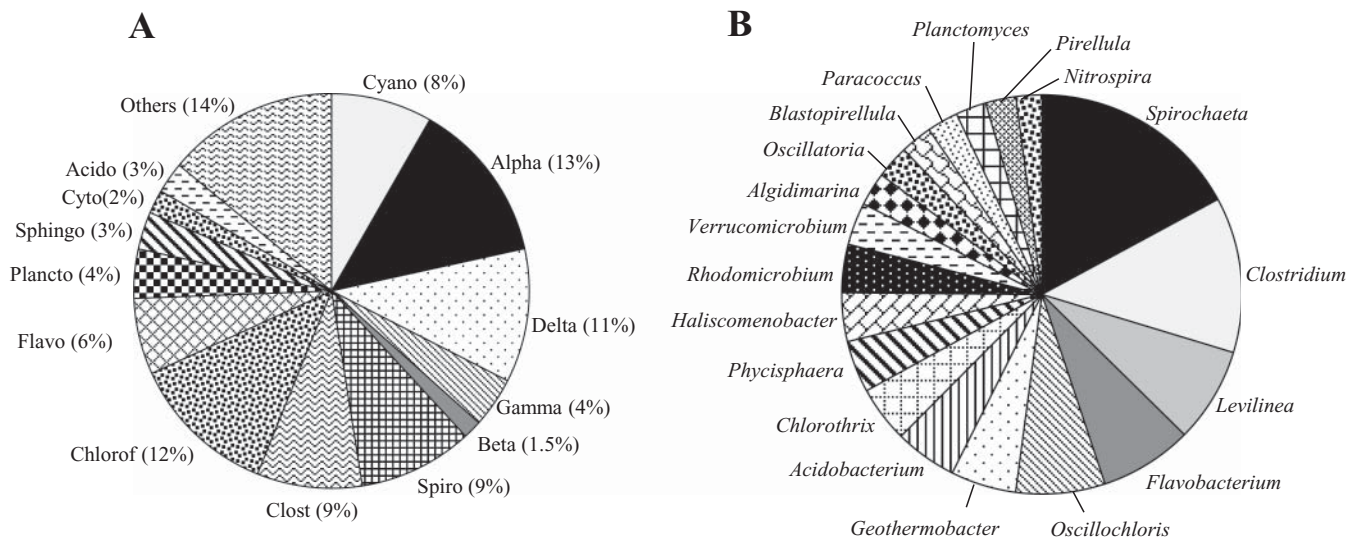 A
Cyano (8%)
Alpha (13%)
Delta (11%)
Gamma (4%)
Beta (1.5%)
Spiro (9%)
Clost (9%)
Chlorof (12%)
Flavo (6%)
Plancto (4%)
Sphingo (3%)
Cyto(2%)
Acido (3%)
Others (14%)
B
Spirochaeta
Clostridium
Levilinea
Flavobacterium
Oscillochloris
Geothermobacter
Acidobacterium
Chlorothrix
Phycisphaera
Haliscomenobacter
Rhodomicrobium
Verrucomicrobium
Algidimarina
Oscillatoria
Blastopirellula
Paracoccus
Planctomyces
Pirellula
Nitrospira